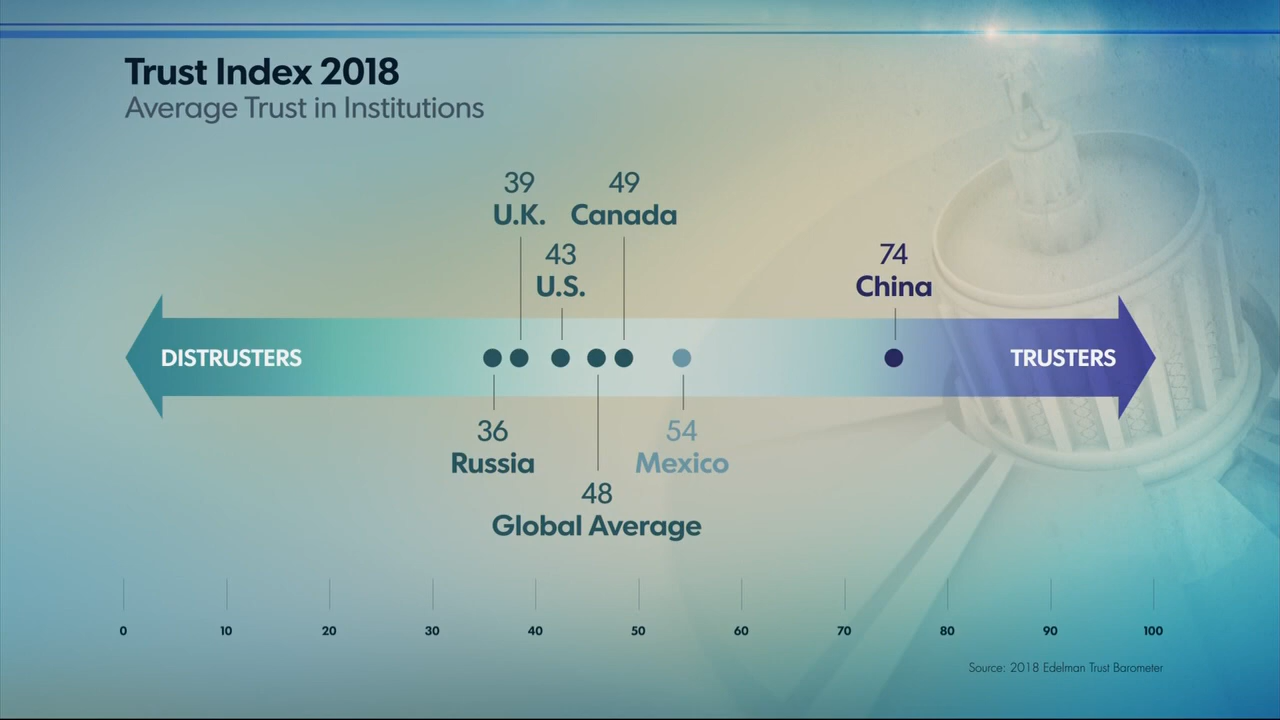 Trust Index 2018
Average Trust in Institutions
39
U.K.
49
Canada
43
U.S.
74
China
DISTRUSTERS
TRUSTERS
36
Russia
54
Mexico
48
Global Average
0 10 20 30 40 50 60 70 80 90 100
Source: 2018 Edelman Trust Barometer